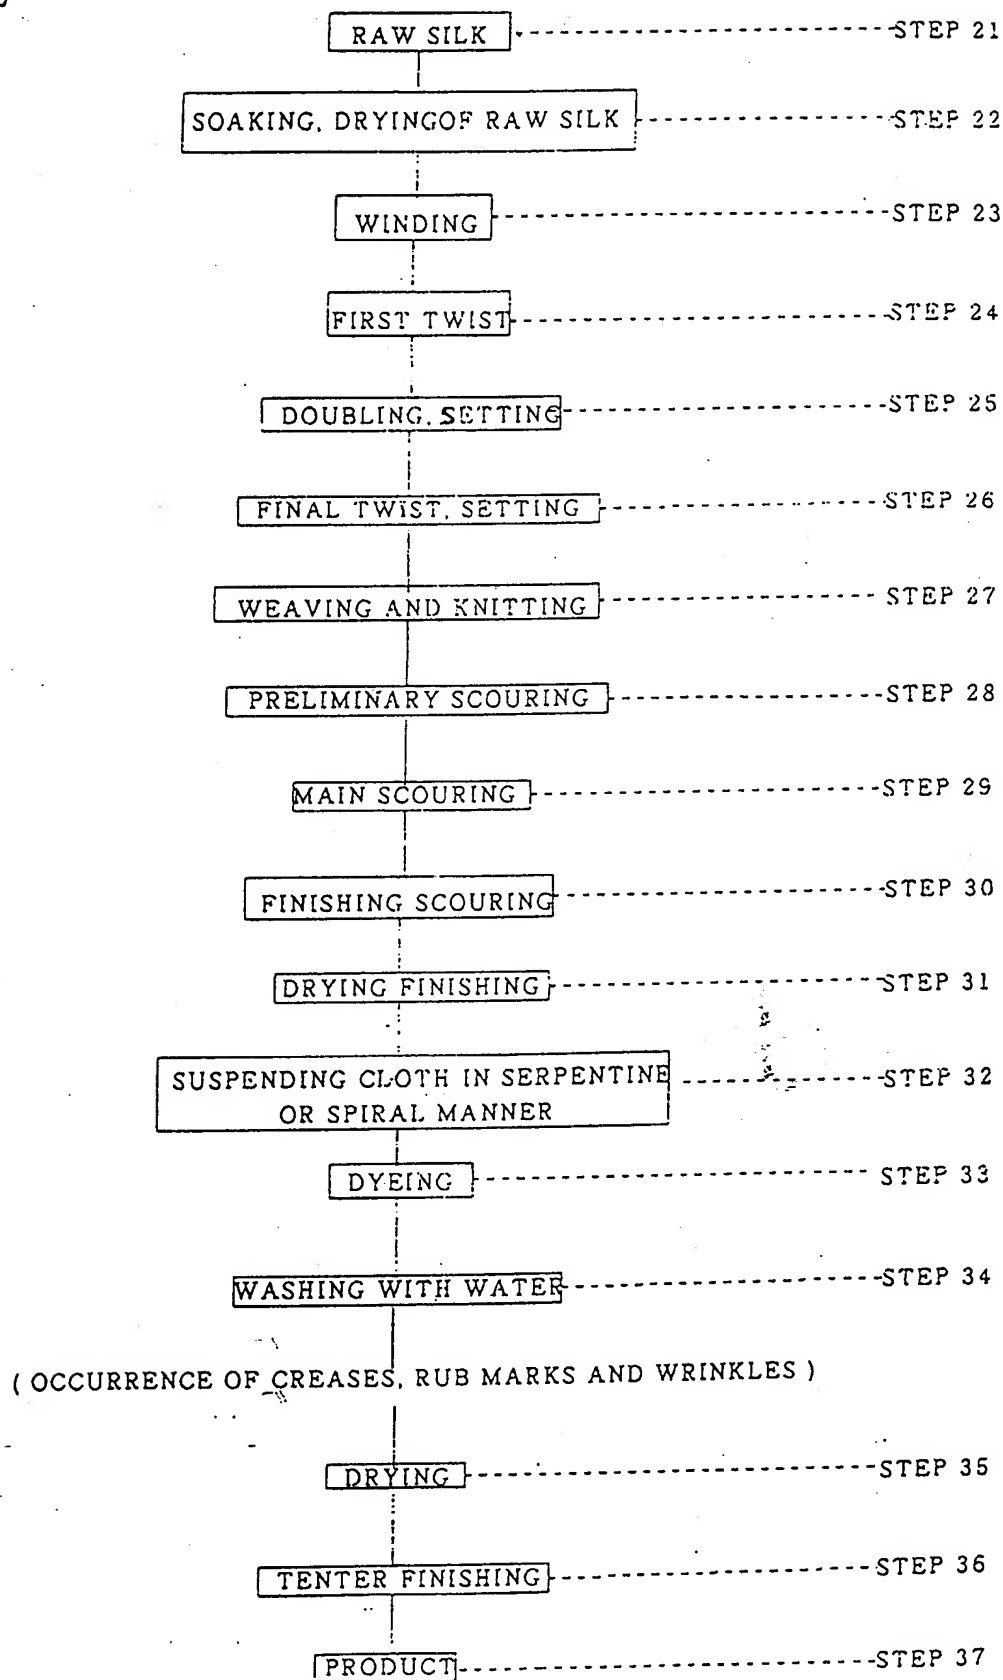 RAW SILK STEP 21
SOAKING, DRYINGOF RAW SILK STEP 22
WINDING STEP 23
FIRST TWIST STEP 24
DOUBLING, SETTING STEP 25
FINAL TWIST, SETTING STEP 26
WEAVING AND KNITTING STEP 27
PRELIMINARY SCOURING STEP 28
MAIN SCOURING STEP 29
FINISHING SCOURING STEP 30
DRYING FINISHING STEP 31
SUSPENDING CLOTH IN SERPENTINE STEP 32
OR SPIRAL MANNER
DYEING STEP 33
WASHING WITH WATER STEP 34
( OCCURRENCE OF CREASES, RUB MARKS AND WRINKLES )
DRYING STEP 35
TENTER FINISHING STEP 36
PRODUCT STEP 37